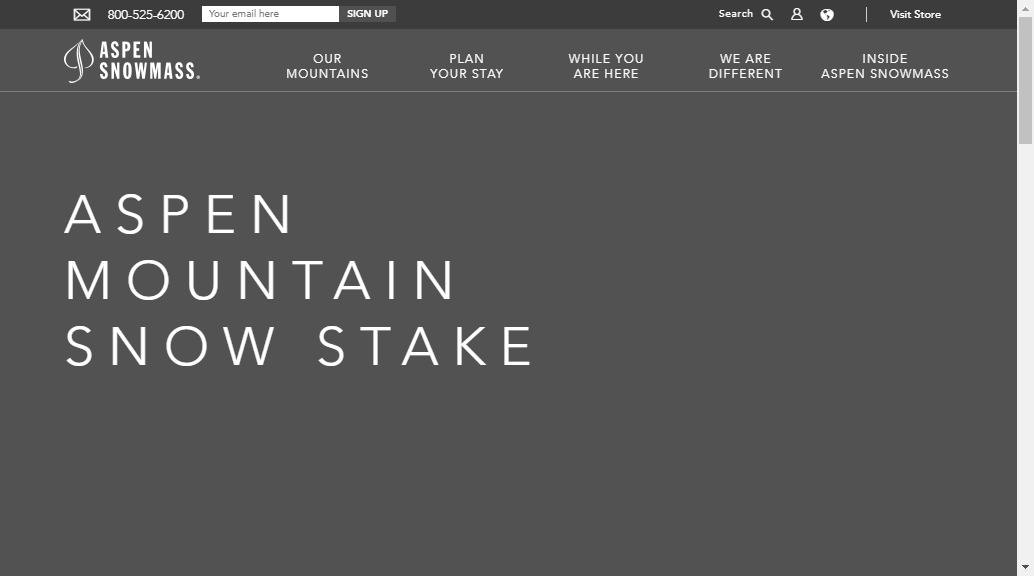 800-525-6200
Your email here
SIGN UP
Search
Visit Store
ASPEN
SNOWMASS®
OUR
MOUNTAINS
PLAN
YOUR STAY
WHILE YOU
ARE HERE
WE ARE
DIFFERENT
INSIDE
ASPEN SNOWMASS
ASPEN
MOUNTAIN
SNOW STAKE